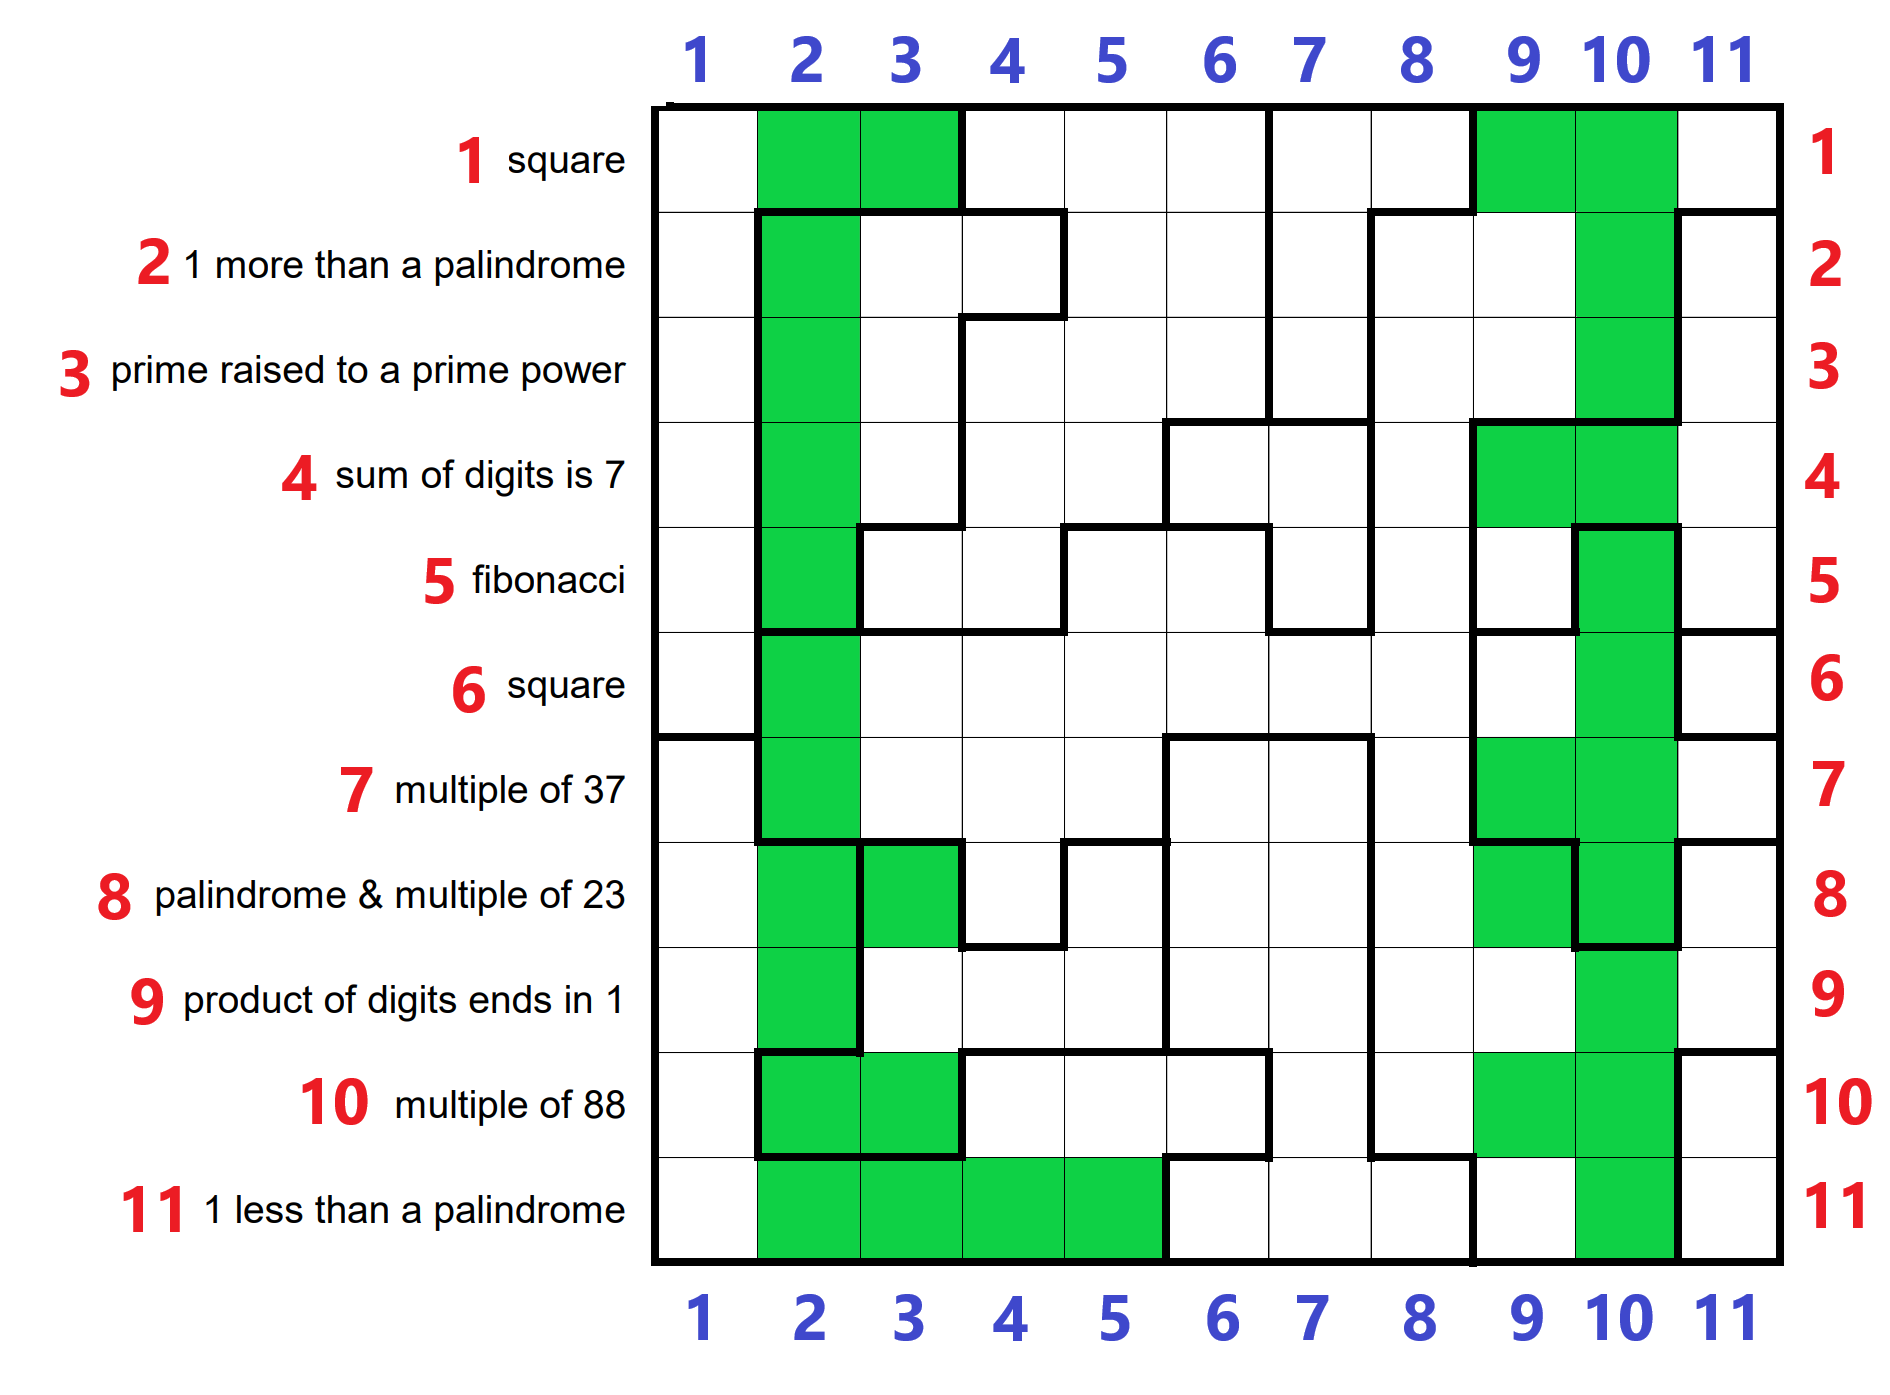 1 2 3 4 5 6 7 8 9 10 11
1 square 1
2 1 more than a palindrome 2
3 prime raised to a prime power 3
4 sum of digits is 7 4
5 fibonacci 5
6 square 6
7 multiple of 37 7
8 palindrome & multiple of 23 8
9 product of digits ends in 1 9
10 multiple of 88 10
11 1 less than a palindrome 11
1 2 3 4 5 6 7 8 9 10 11